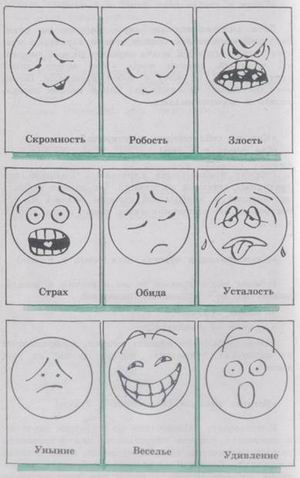 Скромность Робость Злость
Страх Обида Усталость
Уныние Веселье Удивление